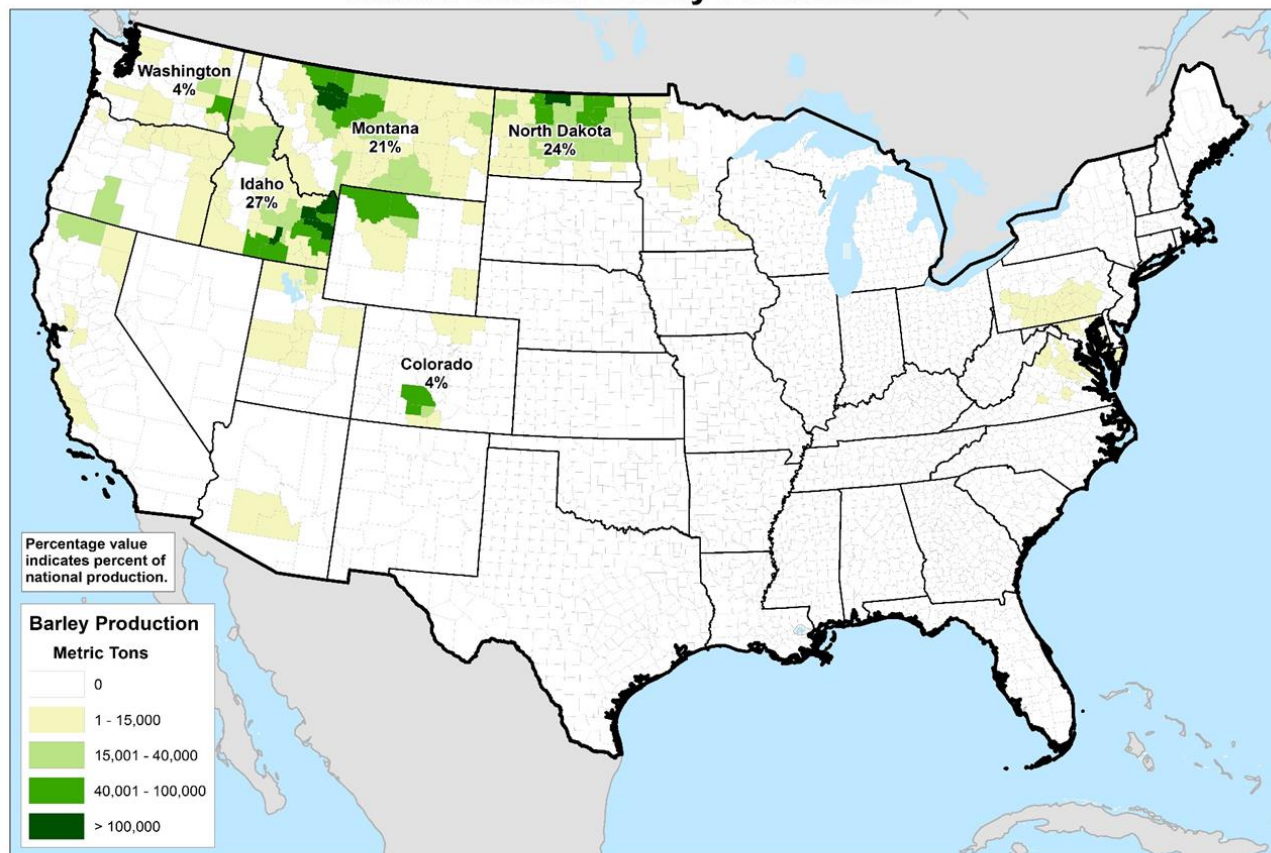 Washington
4%
Montana
21%
North Dakota
24%
Idaho
27%
Colorado
4%
Percentage value
indicates percent of
national production.
Barley Production
Metric Tons
0
1 - 15,000
15,001 - 40,000
40,001 - 100,000
> 100,000